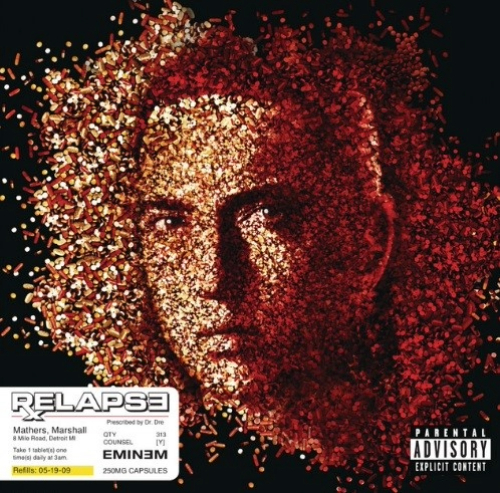 RELAPSE
Rx
Prescribed by Dr. Dre
Mathers, Marshall
8 Mile Road, Detroit MI
QTY 313
COUNSEL [Y]
Take 1 tablet(s) one
time(s) daily at 3am.
EMINEM
Refills: 05-19-09
250MG CAPSULES
PARENTAL
ADVISORY
EXPLICIT CONTENT